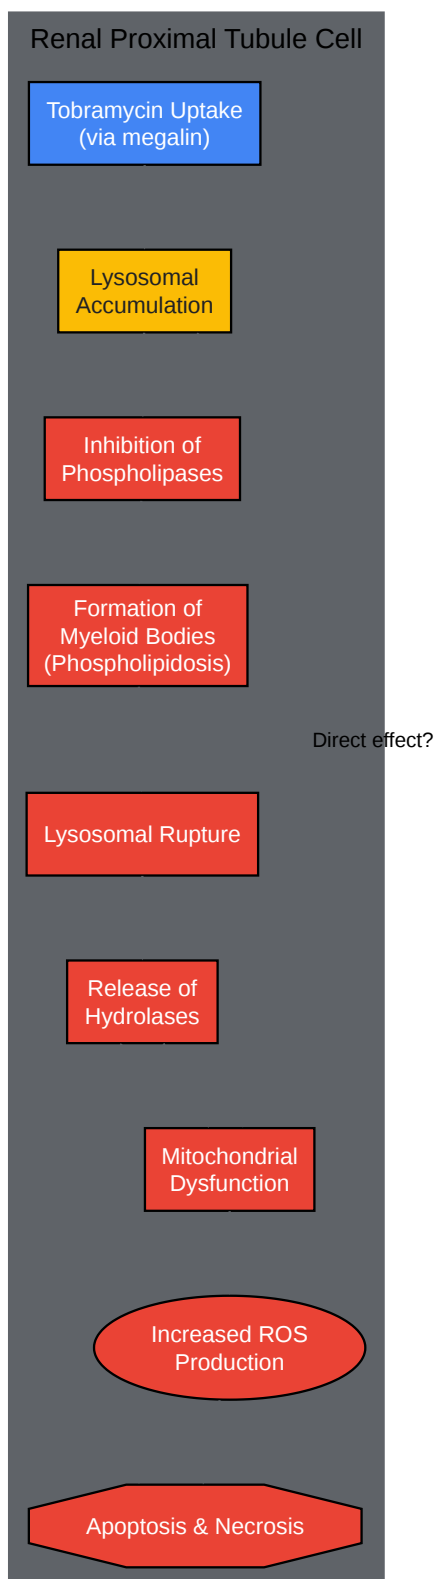 Renal Proximal Tubule Cell
Tobramycin Uptake
(via megalin)
Lysosomal
Accumulation
Inhibition of
Phospholipases
Formation of
Myeloid Bodies
(Phospholipidosis)
Direct effect?
Lysosomal Rupture
Release of
Hydrolases
Mitochondrial
Dysfunction
Increased ROS
Production
Apoptosis & Necrosis